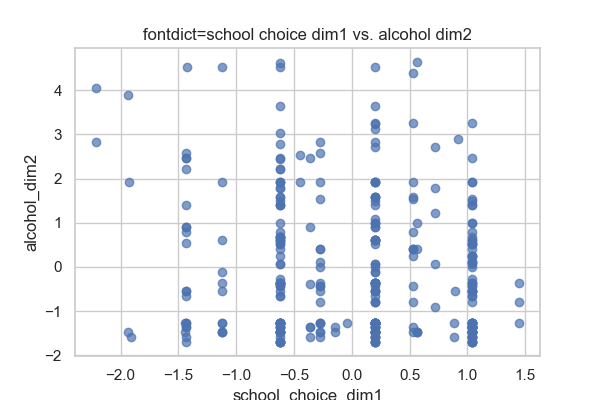 fontdict=school choice dim1 vs. alcohol dim2
alcohol_dim2
4
3
2
1
0
−1
−2
−2.0 −1.5 −1.0 −0.5 0.0 0.5 1.0 1.5
school_choice_dim1